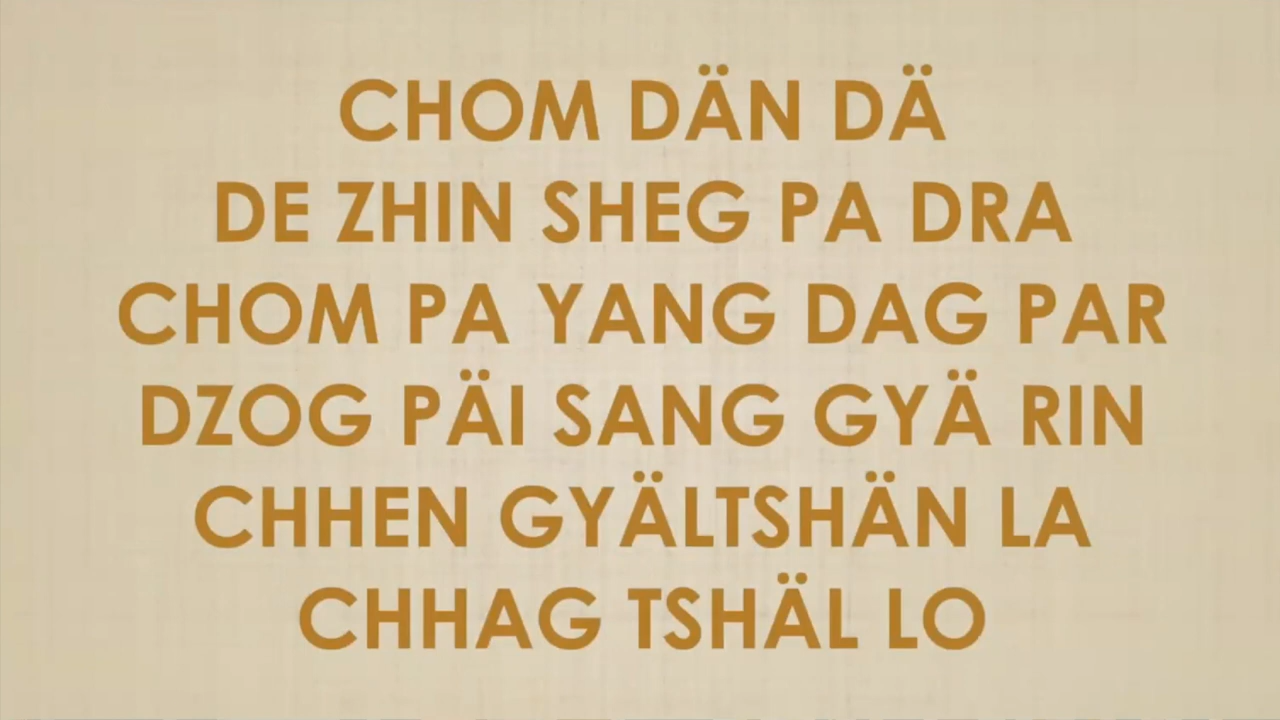 CHOM DÄN DÄ
DE ZHIN SHEG PA DRA
CHOM PA YANG DAG PAR
DZOG PÄI SANG GYÄ RIN
CHHEN GYÄLTSHÄN LA
CHHAG TSHÄL LO